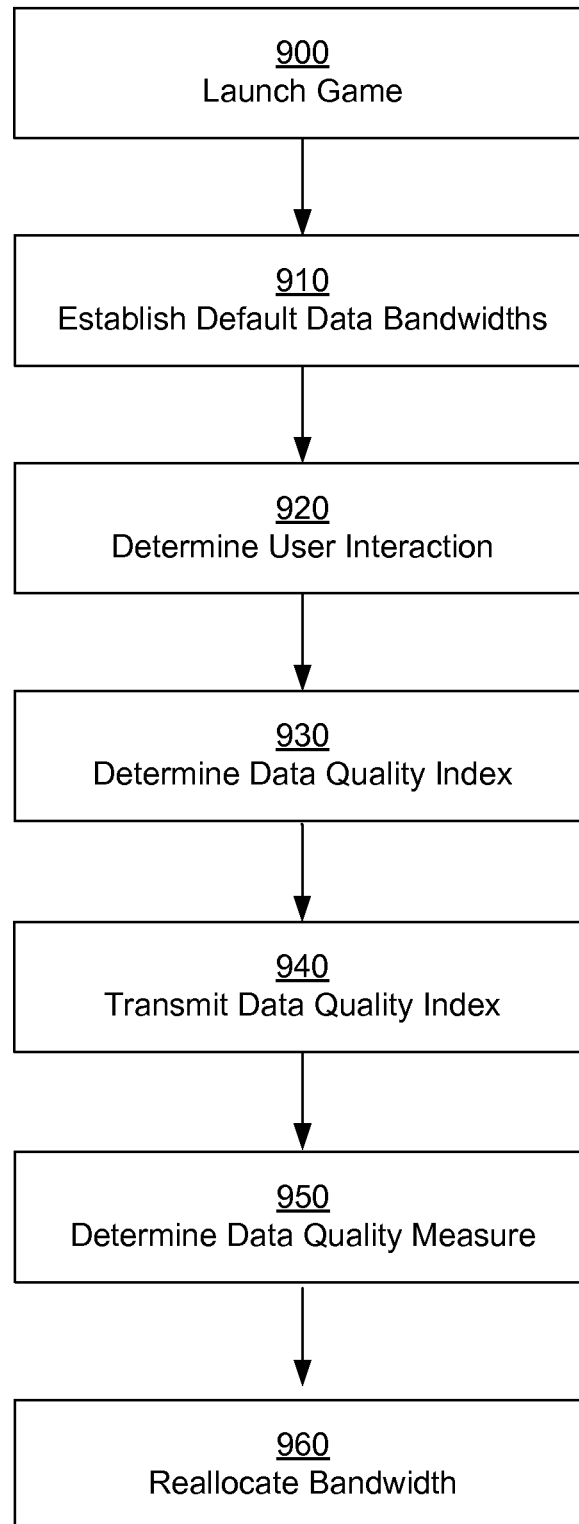 900
Launch Game
910
Establish Default Data Bandwidths
920
Determine User Interaction
930
Determine Data Quality Index
940
Transmit Data Quality Index
950
Determine Data Quality Measure
960
Reallocate Bandwidth